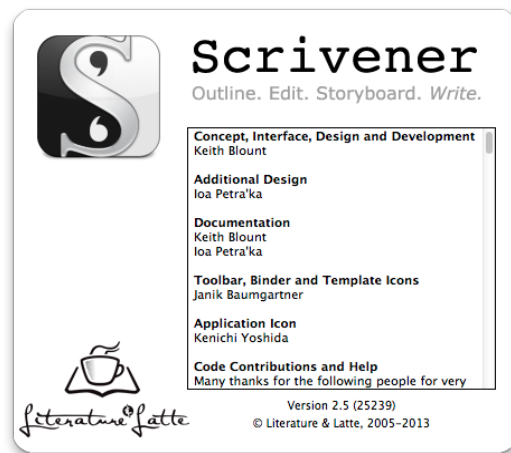 Scrivener
Outline. Edit. Storyboard. Write.
Concept, Interface, Design and Development
Keith Blount
Additional Design
Ioa Petra'ka
Documentation
Keith Blount
Ioa Petra'ka
Toolbar, Binder and Template Icons
Janik Baumgartner
Application Icon
Kenichi Yoshida
Code Contributions and Help
Many thanks for the following people for very
Literature & Latte
Version 2.5 (25239)
© Literature & Latte, 2005-2013